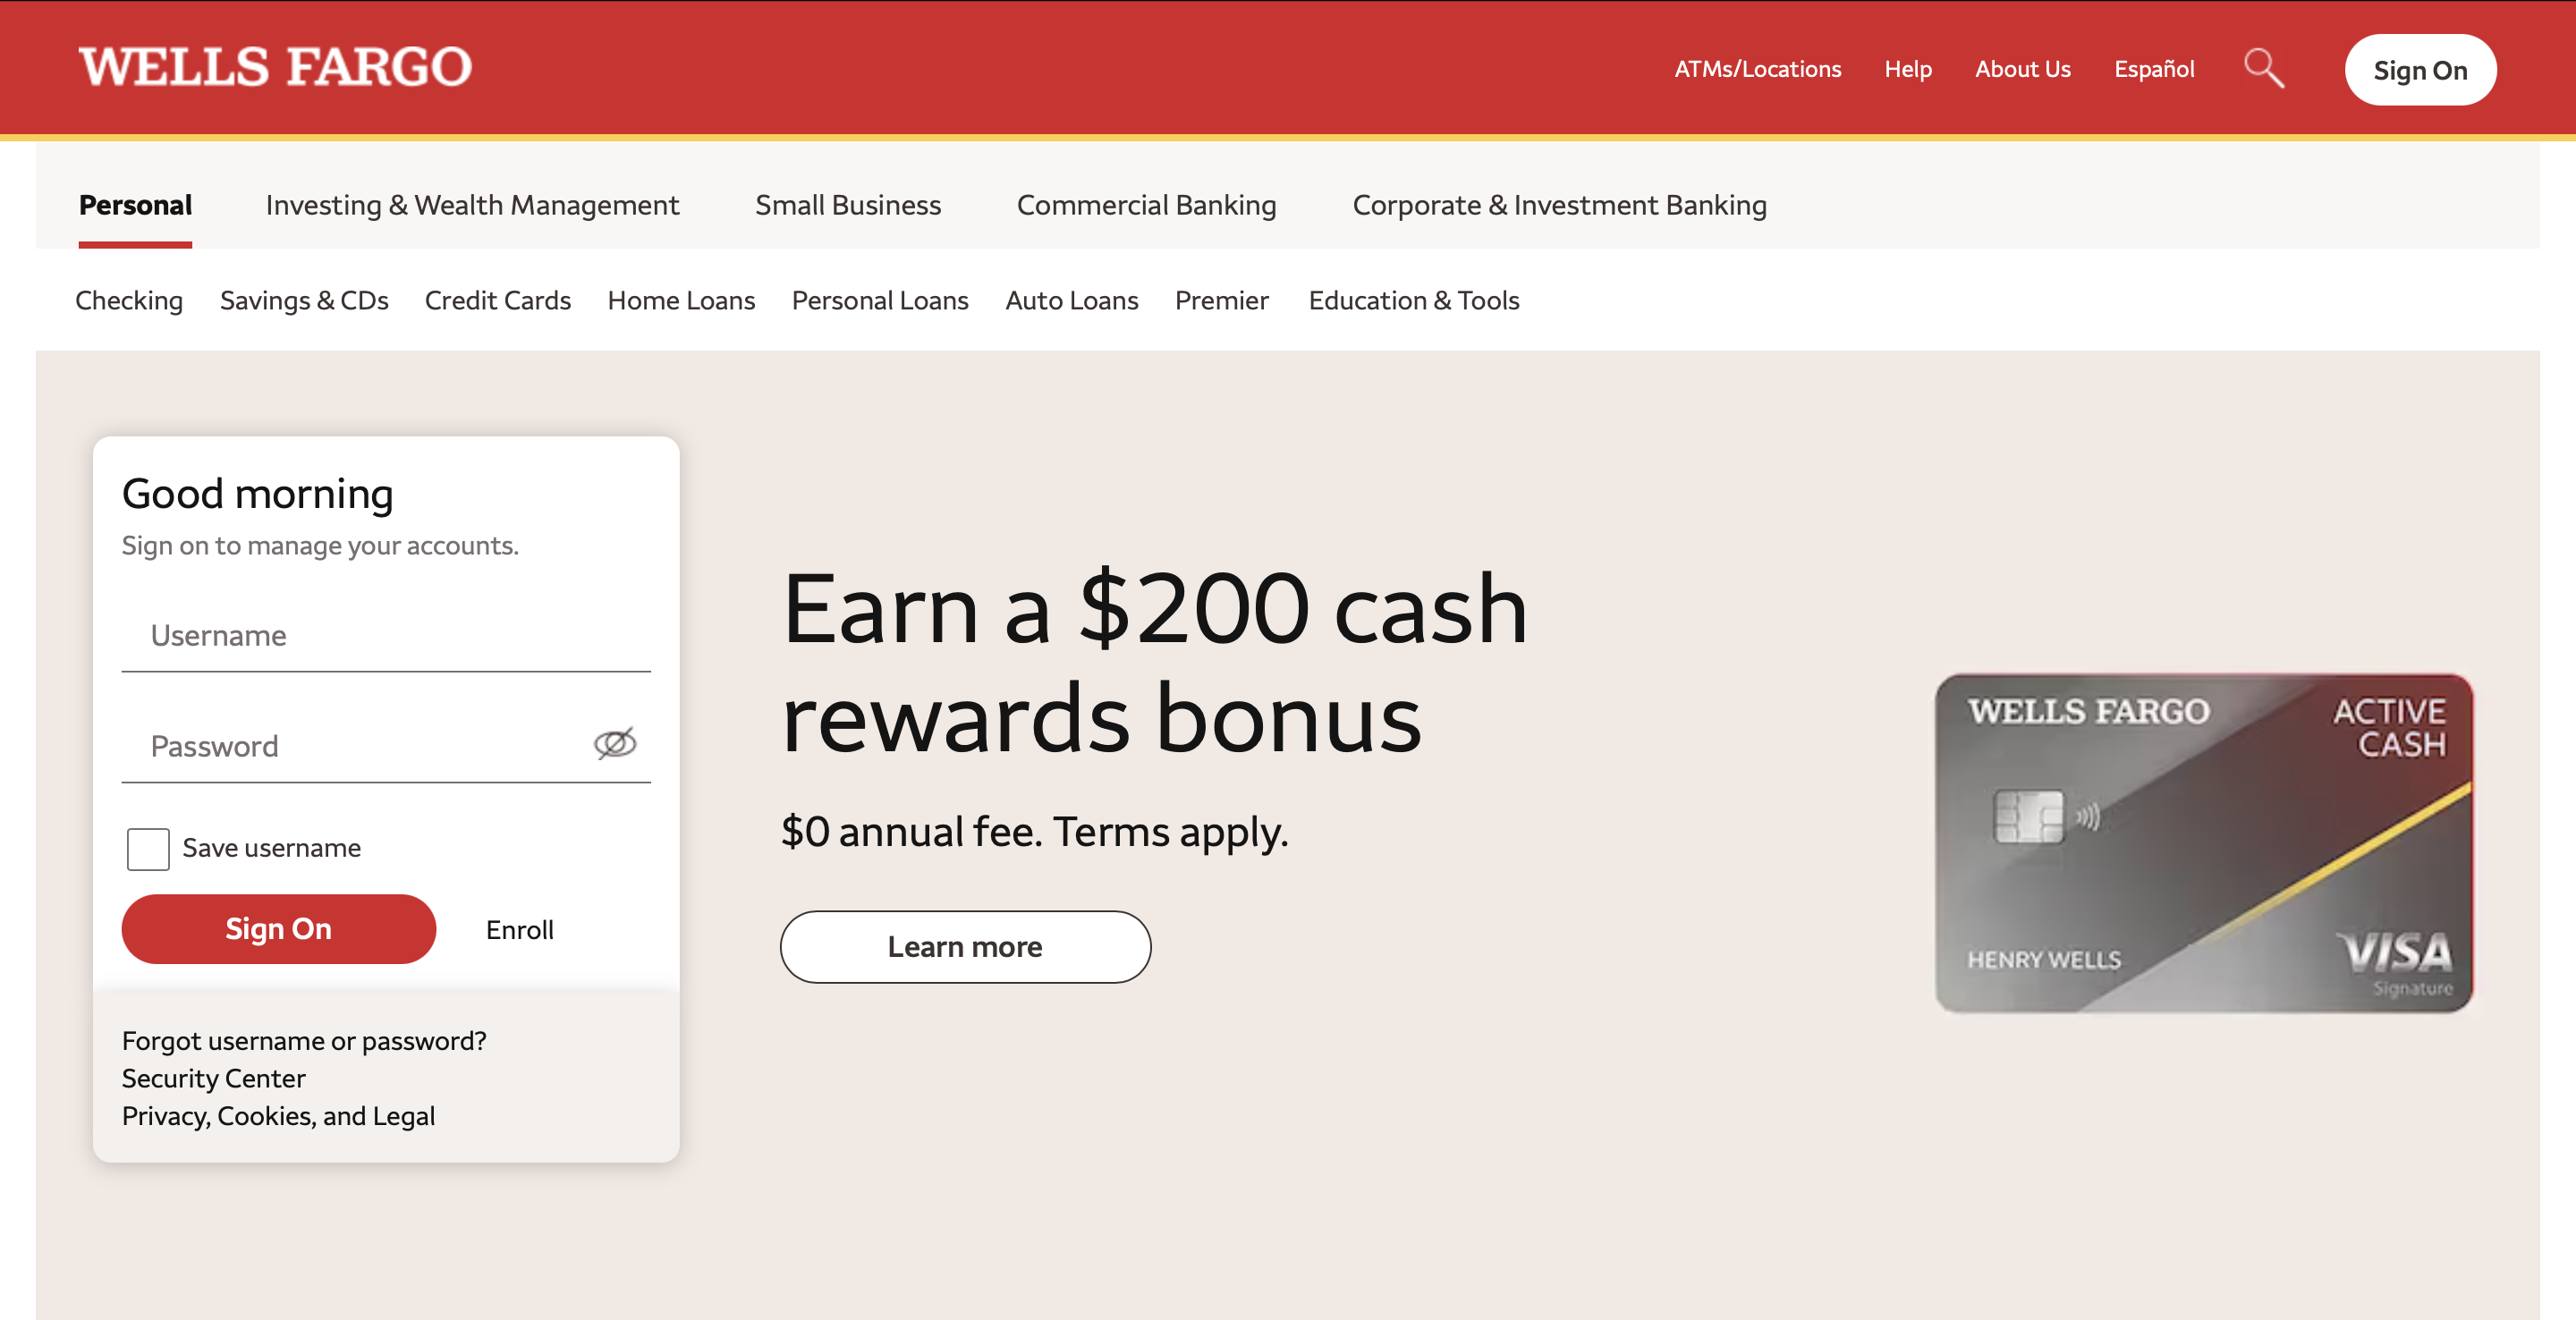 WELLS FARGO
ATMs/Locations Help About Us Español Sign On
Personal Investing & Wealth Management Small Business Commercial Banking Corporate & Investment Banking
Checking Savings & CDs Credit Cards Home Loans Personal Loans Auto Loans Premier Education & Tools
Good morning
Sign on to manage your accounts.
Username
Password
Save username
Sign On Enroll
Forgot username or password?
Security Center
Privacy, Cookies, and Legal
Earn a $200 cash
rewards bonus
$0 annual fee. Terms apply.
Learn more
WELLS FARGO
ACTIVE
CASH
HENRY WELLS
VISA
Signature